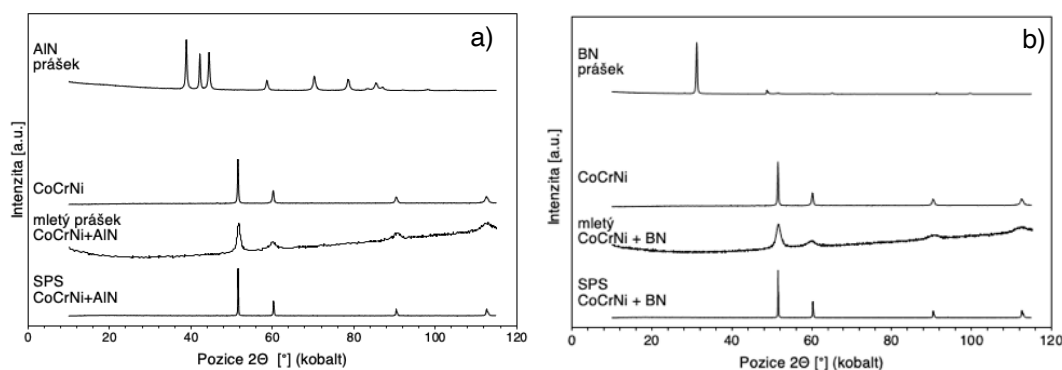 a)
AlN
prášek
CoCrNi
mletý prášek
CoCrNi+AlN
SPS
CoCrNi+AlN
Intenzita [a.u.]
0 20 40 60 80 100 120
Pozice 2Θ [°] (kobalt)
b)
BN
prášek
CoCrNi
mletý
CoCrNi + BN
SPS
CoCrNi + BN
Intenzita [a.u.]
0 20 40 60 80 100 120
Pozice 2Θ [°] (kobalt)